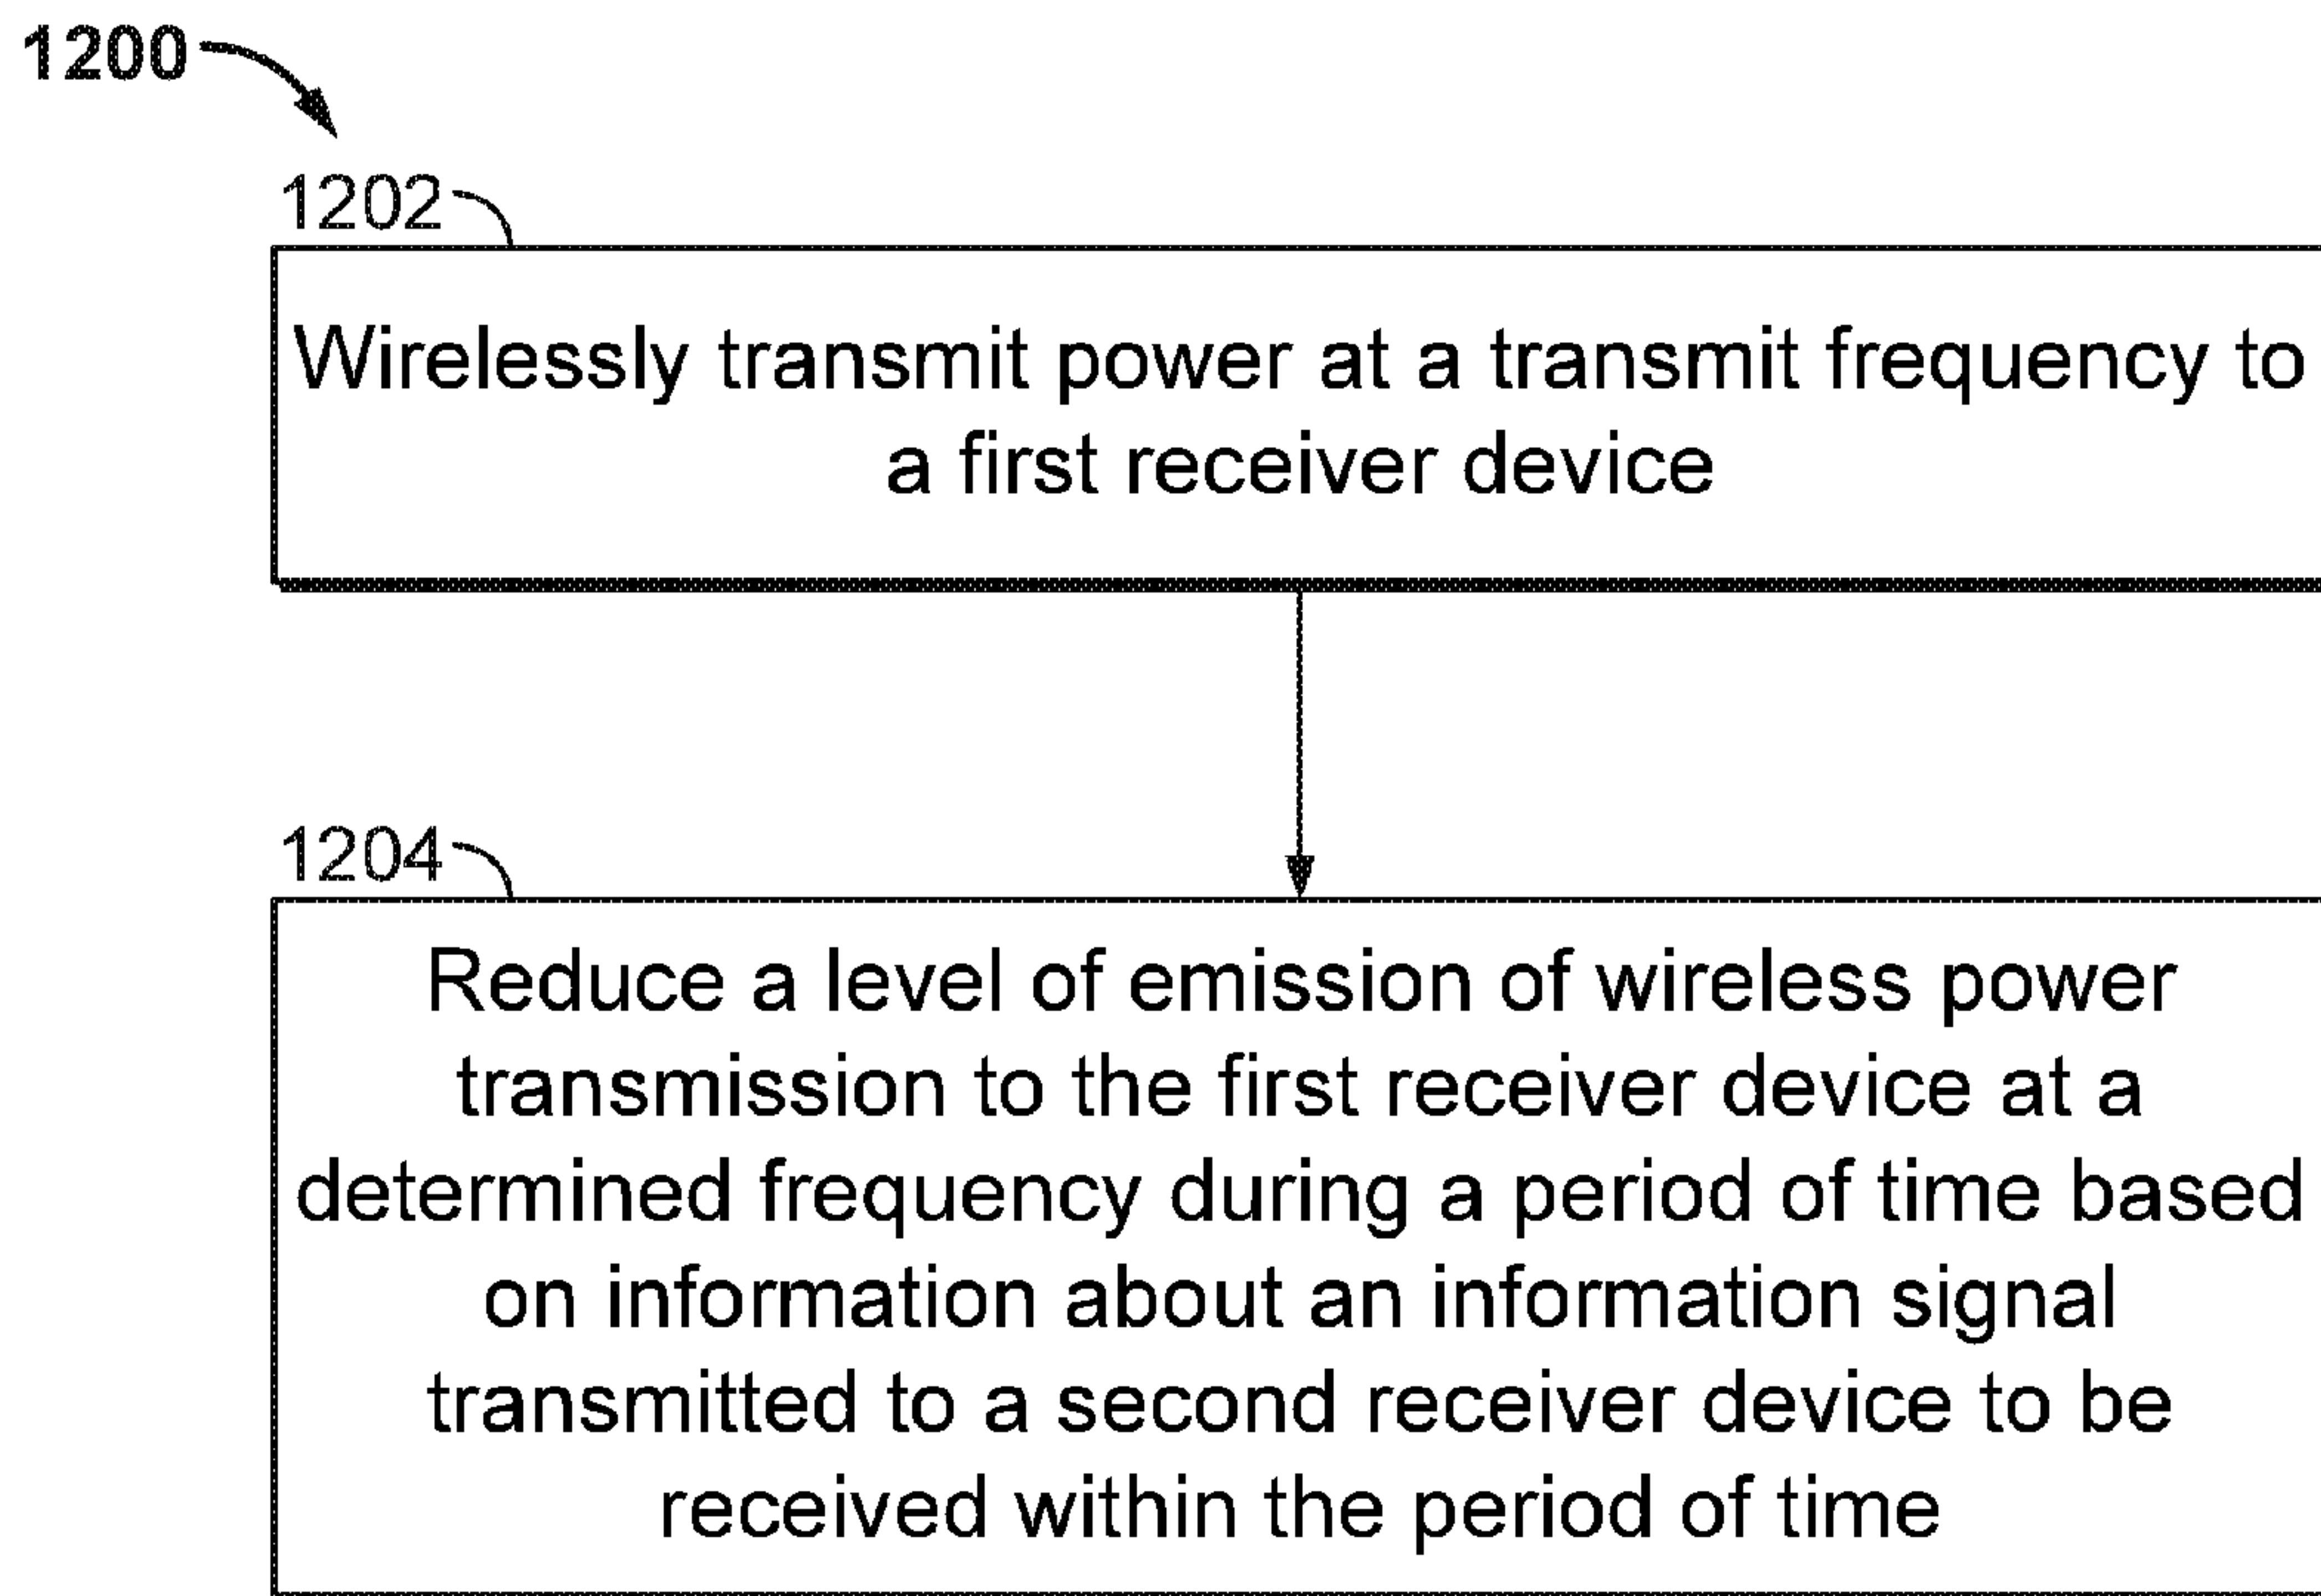 1200
1202
Wirelessly transmit power at a transmit frequency to
a first receiver device
1204
Reduce a level of emission of wireless power
transmission to the first receiver device at a
determined frequency during a period of time based
on information about an information signal
transmitted to a second receiver device to be
received within the period of time